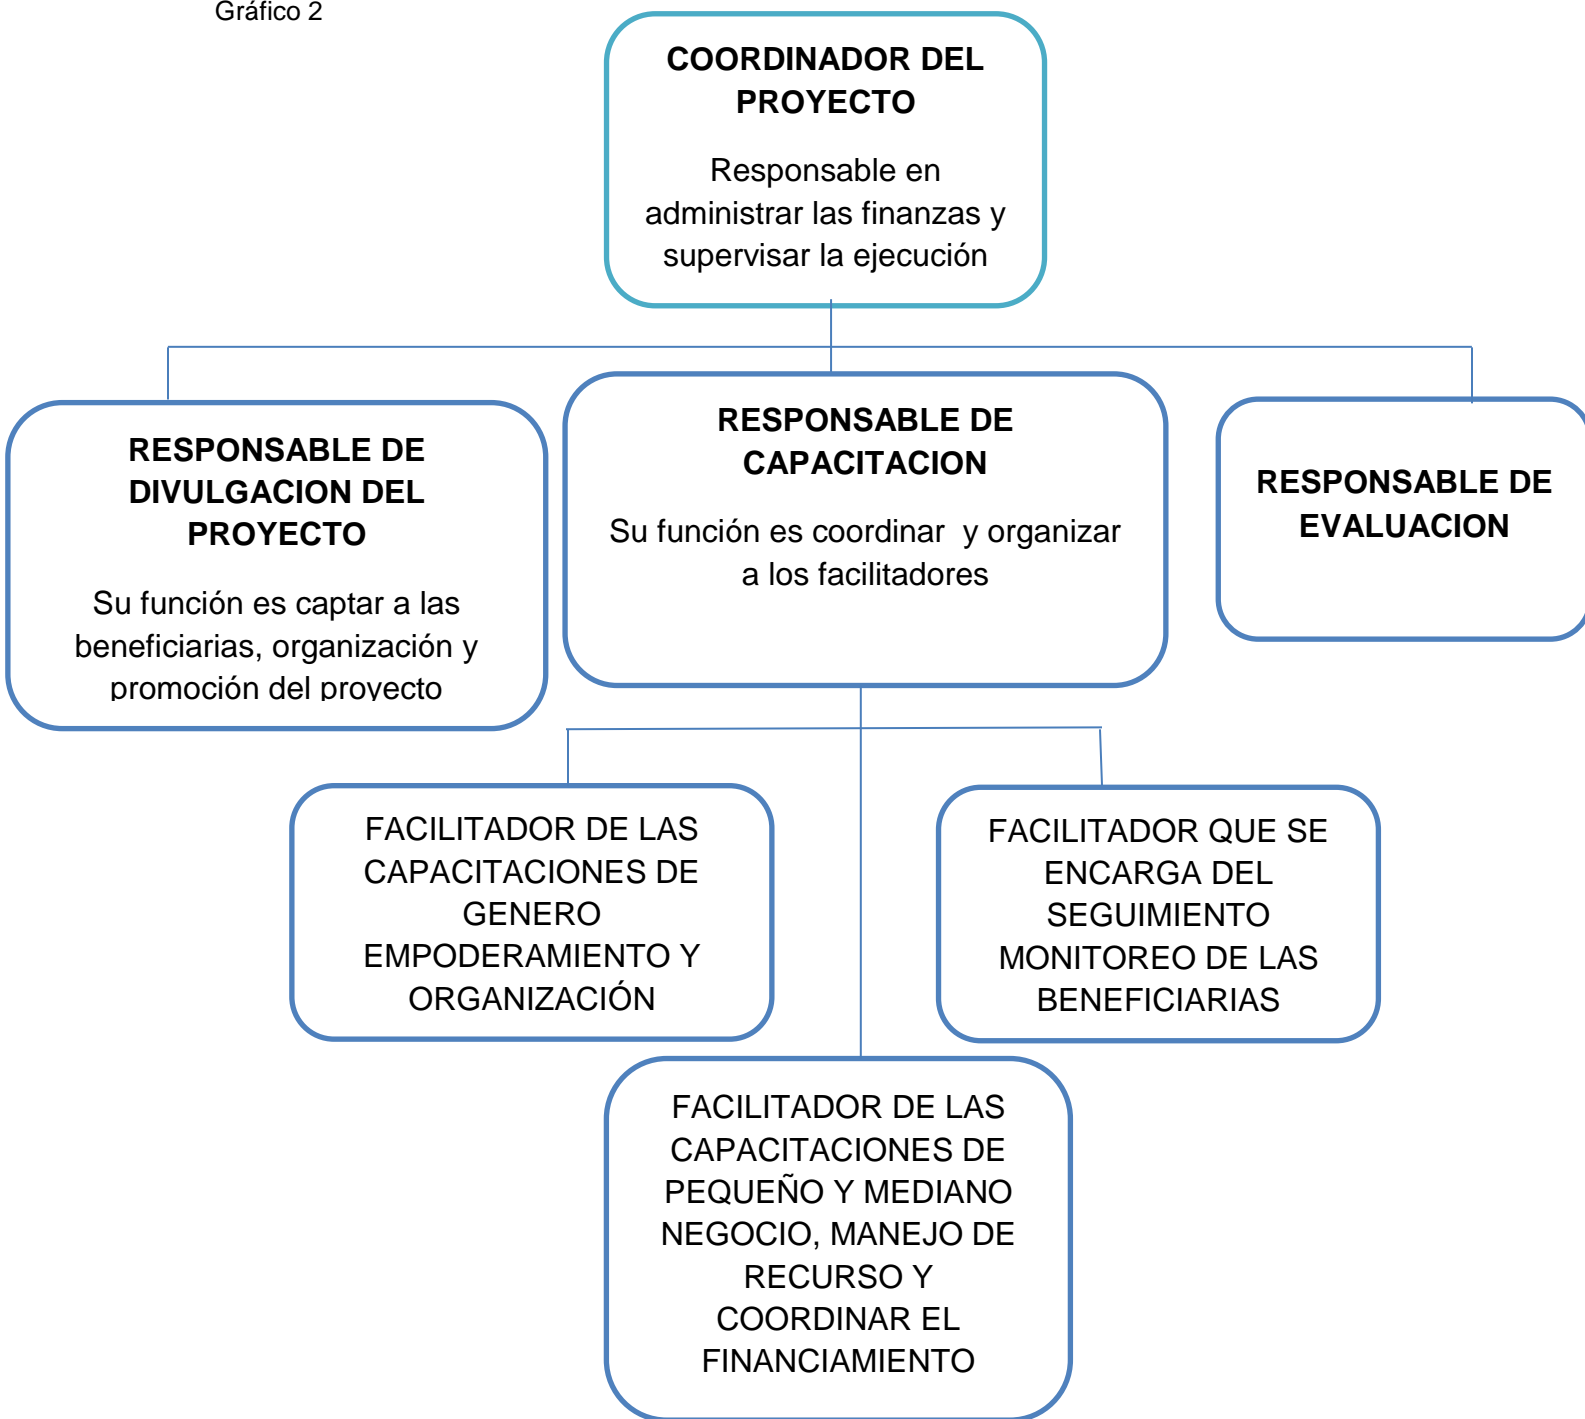 Gráfico 2
COORDINADOR DEL
PROYECTO
Responsable en
administrar las finanzas y
supervisar la ejecución
RESPONSABLE DE
DIVULGACION DEL
PROYECTO
Su función es captar a las
beneficiarias, organización y
promoción del proyecto
RESPONSABLE DE
CAPACITACION
Su función es coordinar  y organizar
a los facilitadores
RESPONSABLE DE
EVALUACION
FACILITADOR DE LAS
CAPACITACIONES DE
GENERO
EMPODERAMIENTO Y
ORGANIZACIÓN
FACILITADOR QUE SE
ENCARGA DEL
SEGUIMIENTO
MONITOREO DE LAS
BENEFICIARIAS
FACILITADOR DE LAS
CAPACITACIONES DE
PEQUEÑO Y MEDIANO
NEGOCIO, MANEJO DE
RECURSO Y
COORDINAR EL
FINANCIAMIENTO